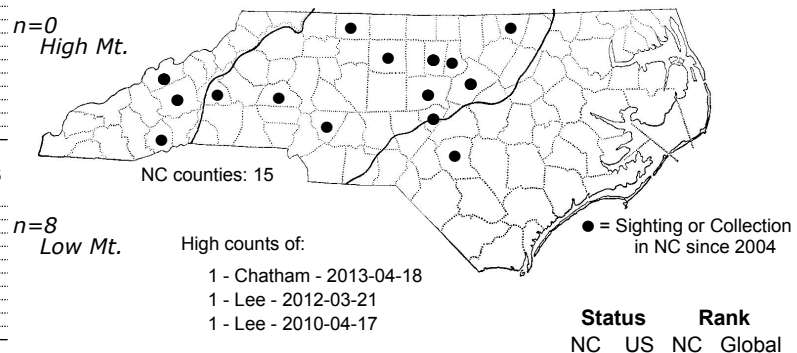 n=0
High Mt.
NC counties: 15
n=8
Low Mt.
High counts of:
1 - Chatham - 2013-04-18
1 - Lee - 2012-03-21
1 - Lee - 2010-04-17
● = Sighting or Collection
in NC since 2004
Status Rank
NC US NC Global